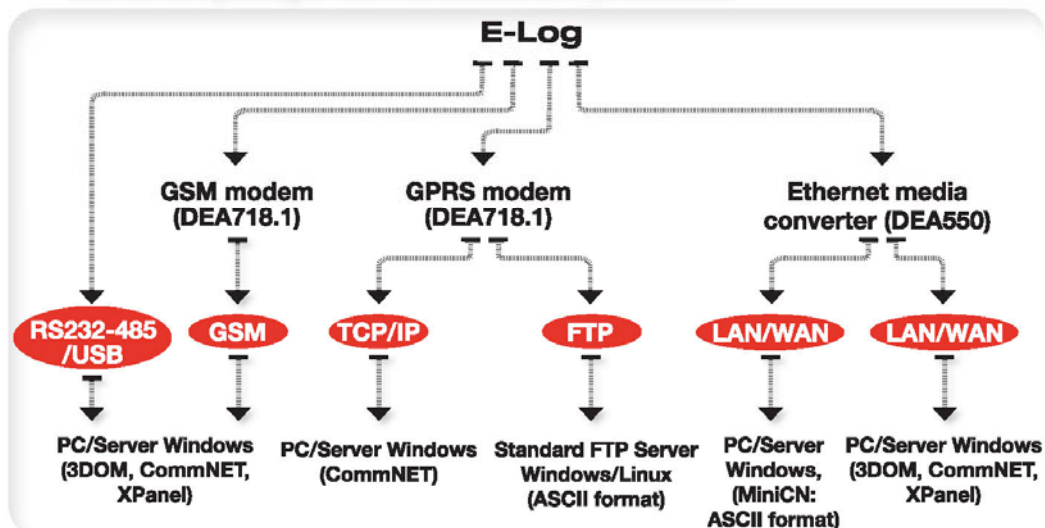 E-Log
GSM modem
(DEA718.1)
GPRS modem
(DEA718.1)
Ethernet media
converter (DEA550)
RS232-485
/USB
GSM
TCP/IP
FTP
LAN/WAN
LAN/WAN
PC/Server Windows
(3DOM, CommNET,
XPanel)
PC/Server Windows
(CommNET)
Standard FTP Server
Windows/Linux
(ASCII format)
PC/Server
Windows,
(MiniCN:
ASCII format)
PC/Server Windows
(3DOM, CommNET,
XPanel)